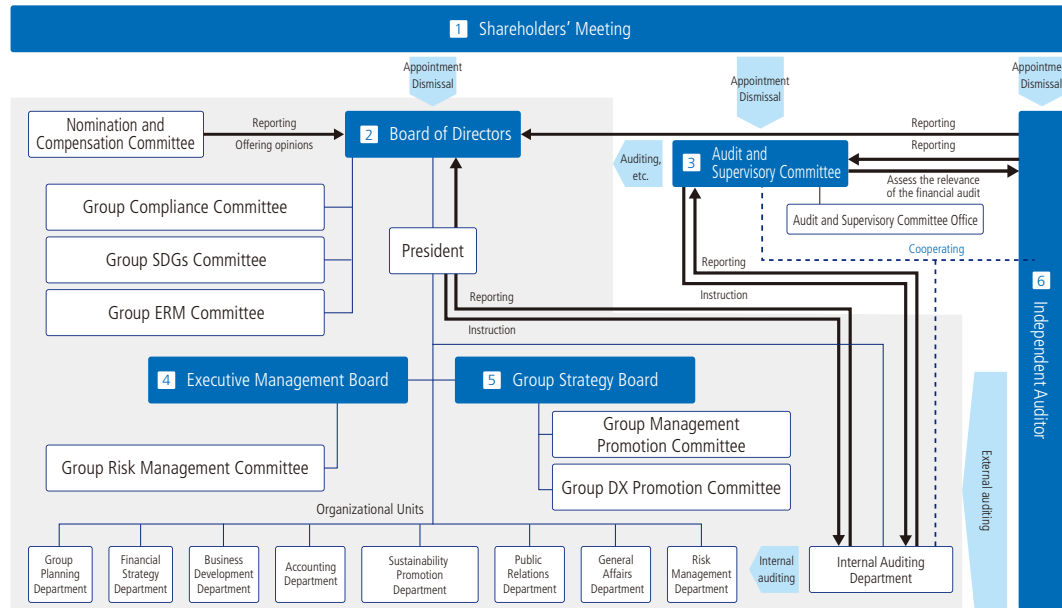 1 Shareholders' Meeting
Appointment
Dismissal
Appointment
Dismissal
Appointme
Dismissal
Nomination and
Compensation Committee
Reporting
Offering opinions
2 Board of Directors
Reporting
Reporting
Auditing,
etc.
3 Audit and
Supervisory Committee
Assess the relevance
of the financial audit
Audit and Supervisory Committee Office
Group Compliance Committee
President
Cooperating
Group SDGs Committee
Reporting
Instruction
6 Independent Auditor
Group ERM Committee
Reporting
Instruction
4 Executive Management Board
5 Group Strategy Board
Group Management
Promotion Committee
Group Risk Management Committee
Group DX Promotion Committee
External auditing
Organizational Units
Group
Planning
Department
Financial
Strategy
Department
Business
Development
Department
Accounting
Department
Sustainability
Promotion
Department
Public
Relations
Department
General
Affairs
Department
Risk
Management
Department
Internal
auditing
Internal Auditing
Department